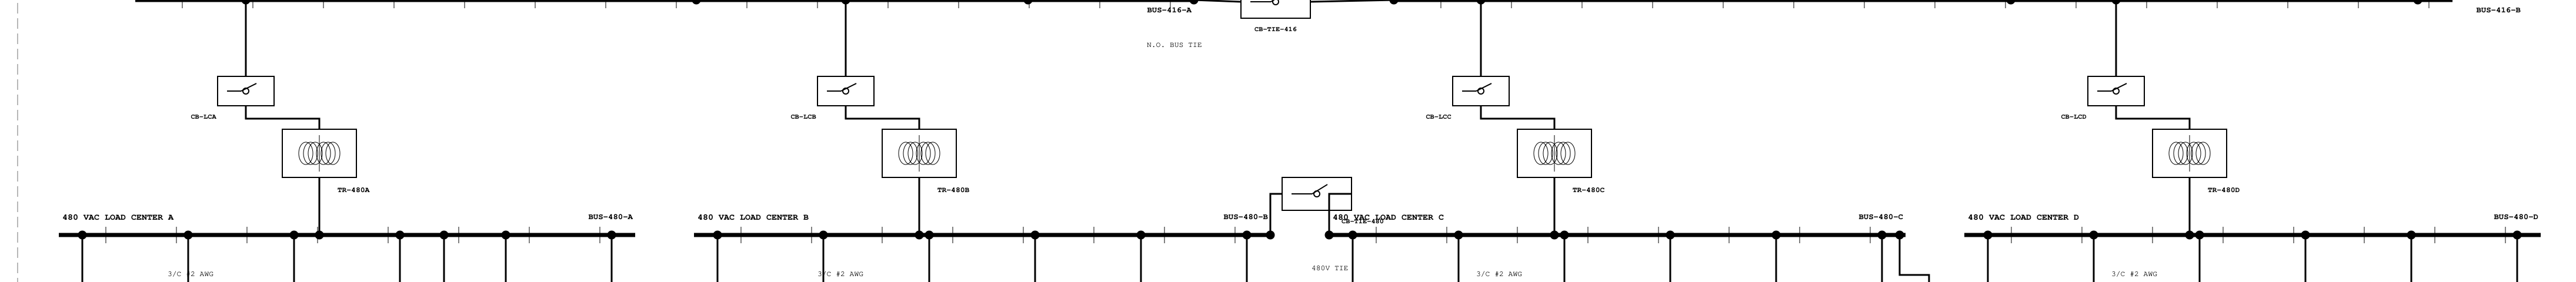 BUS-416-A
BUS-416-B
CB-TIE-416
N.O. BUS TIE
CB-LCA
CB-LCB
CB-LCC
CB-LCD
TR-480A
TR-480B
TR-480C
TR-480D
480 VAC LOAD CENTER A
BUS-480-A
480 VAC LOAD CENTER B
BUS-480-B
480 VAC LOAD CENTER C
BUS-480-C
480 VAC LOAD CENTER D
BUS-480-D
CB-TIE-480
480V TIE
3/C #2 AWG
3/C #2 AWG
3/C #2 AWG
3/C #2 AWG